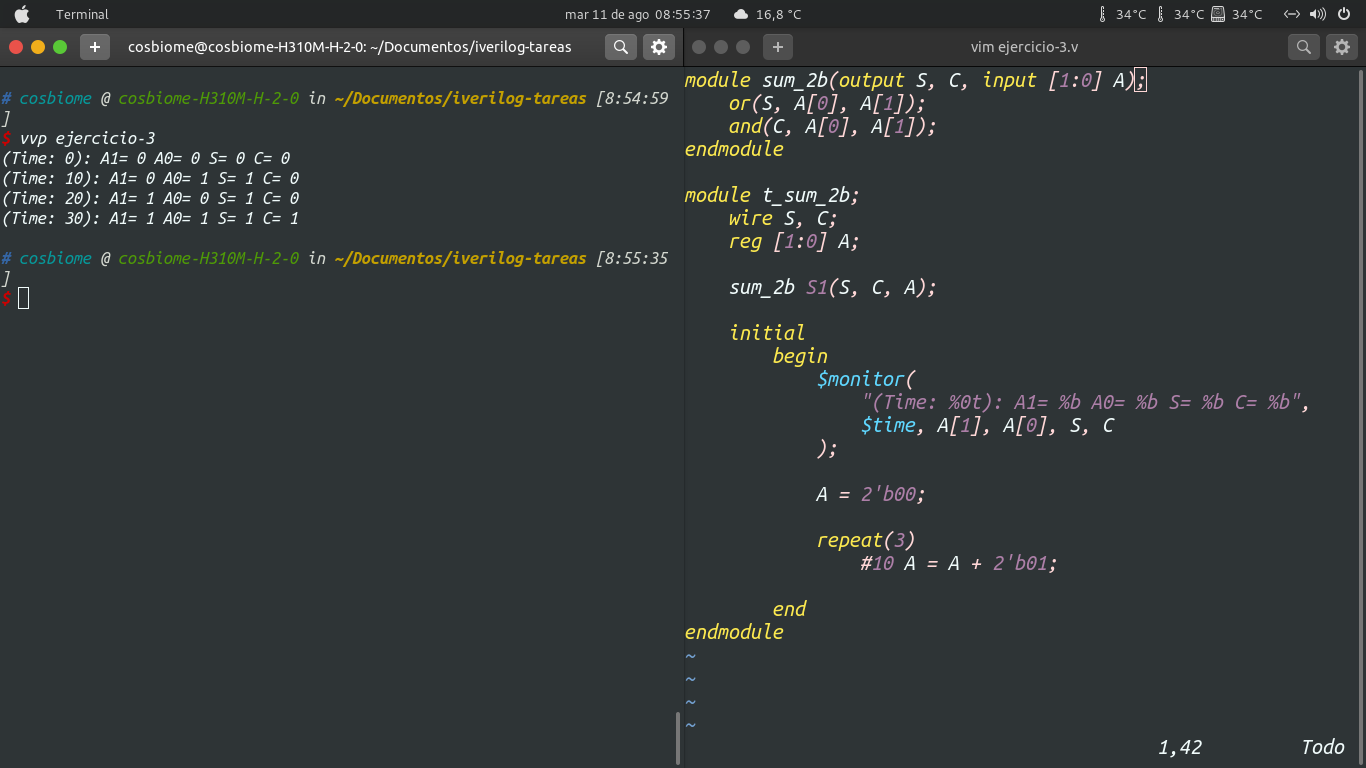 Terminal
mar 11 de ago 08:55:37
16,8 °C
34°C
34°C
34°C
cosbiome@cosbiome-H310M-H-2-0: ~/Documentos/iverilog-tareas
# cosbiome @ cosbiome-H310M-H-2-0 in ~/Documentos/iverilog-tareas [8:54:59
]
$ vvp ejercicio-3
(Time: 0): A1= 0 A0= 0 S= 0 C= 0
(Time: 10): A1= 0 A0= 1 S= 1 C= 0
(Time: 20): A1= 1 A0= 0 S= 1 C= 0
(Time: 30): A1= 1 A0= 1 S= 1 C= 1
# cosbiome @ cosbiome-H310M-H-2-0 in ~/Documentos/iverilog-tareas [8:55:35
]
$
vim ejercicio-3.v
module sum_2b(output S, C, input [1:0] A);
    or(S, A[0], A[1]);
    and(C, A[0], A[1]);
endmodule
module t_sum_2b;
    wire S, C;
    reg [1:0] A;
    sum_2b S1(S, C, A);
    initial
        begin
            $monitor(
                "(Time: %0t): A1= %b A0= %b S= %b C= %b",
                $time, A[1], A[0], S, C
            );
            A = 2'b00;
            repeat(3)
                #10 A = A + 2'b01;
        end
endmodule
~
~
~
~
1,42 Todo